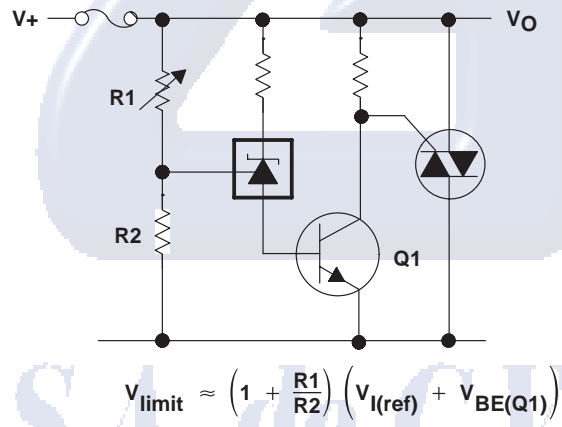 V+
VO
R1
R2
Q1
Vlimit ≈ (1 + R1/R2) (VI(ref) + VBE(Q1))